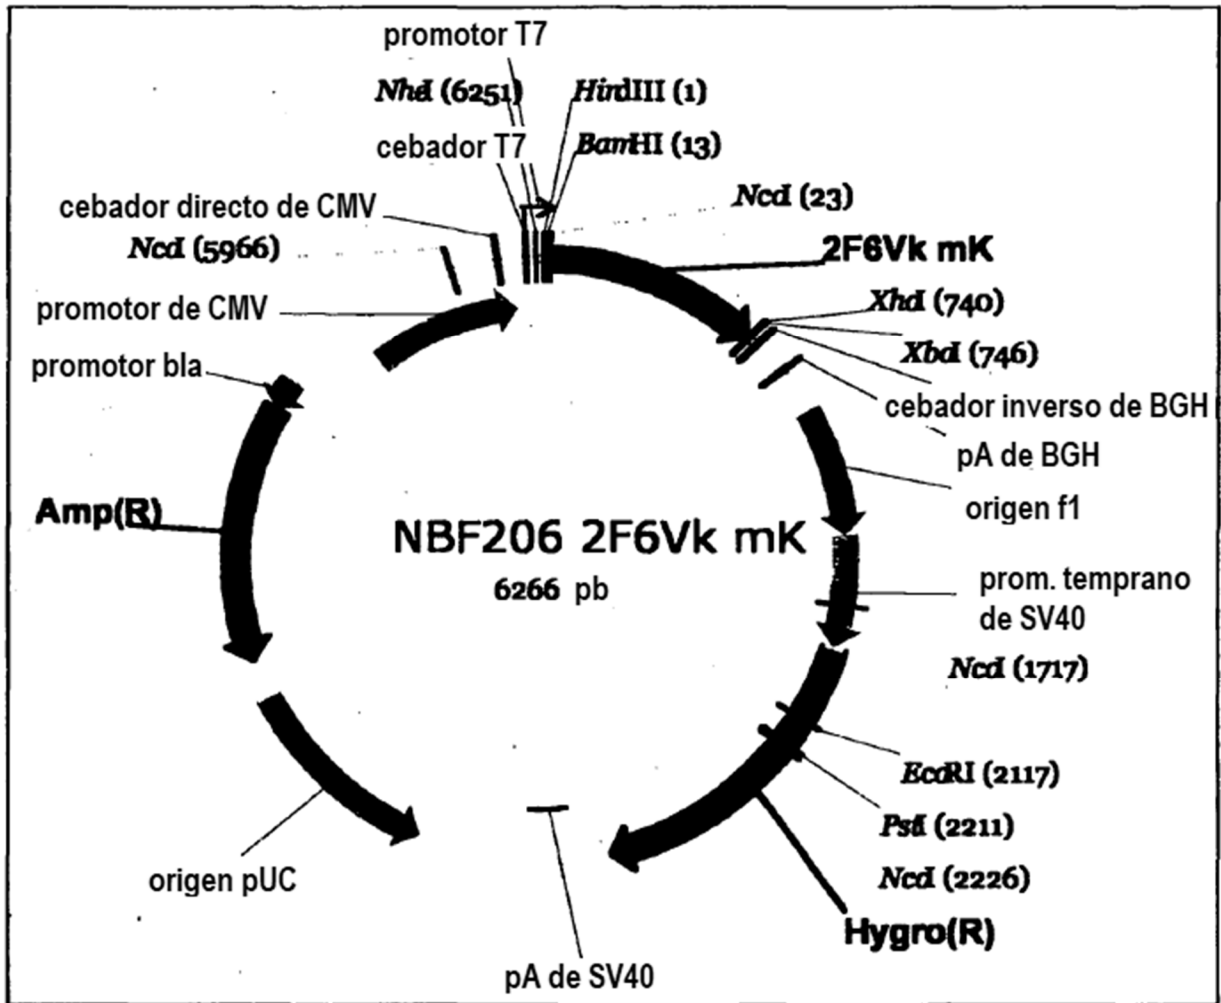 promotor T7
NheI (6251)
HindIII (1)
cebador T7
BamHI (13)
NcoI (23)
cebador directo de CMV
NcoI (5966)
2F6Vk mK
promotor de CMV
XhoI (740)
XbaI (746)
promotor bla
cebador inverso de BGH
pA de BGH
origen f1
Amp(R)
NBF206 2F6Vk mK
6266 pb
prom. temprano
de SV40
NcoI (1717)
EcoRI (2117)
PstI (2211)
NcoI (2226)
origen pUC
Hygro(R)
pA de SV40